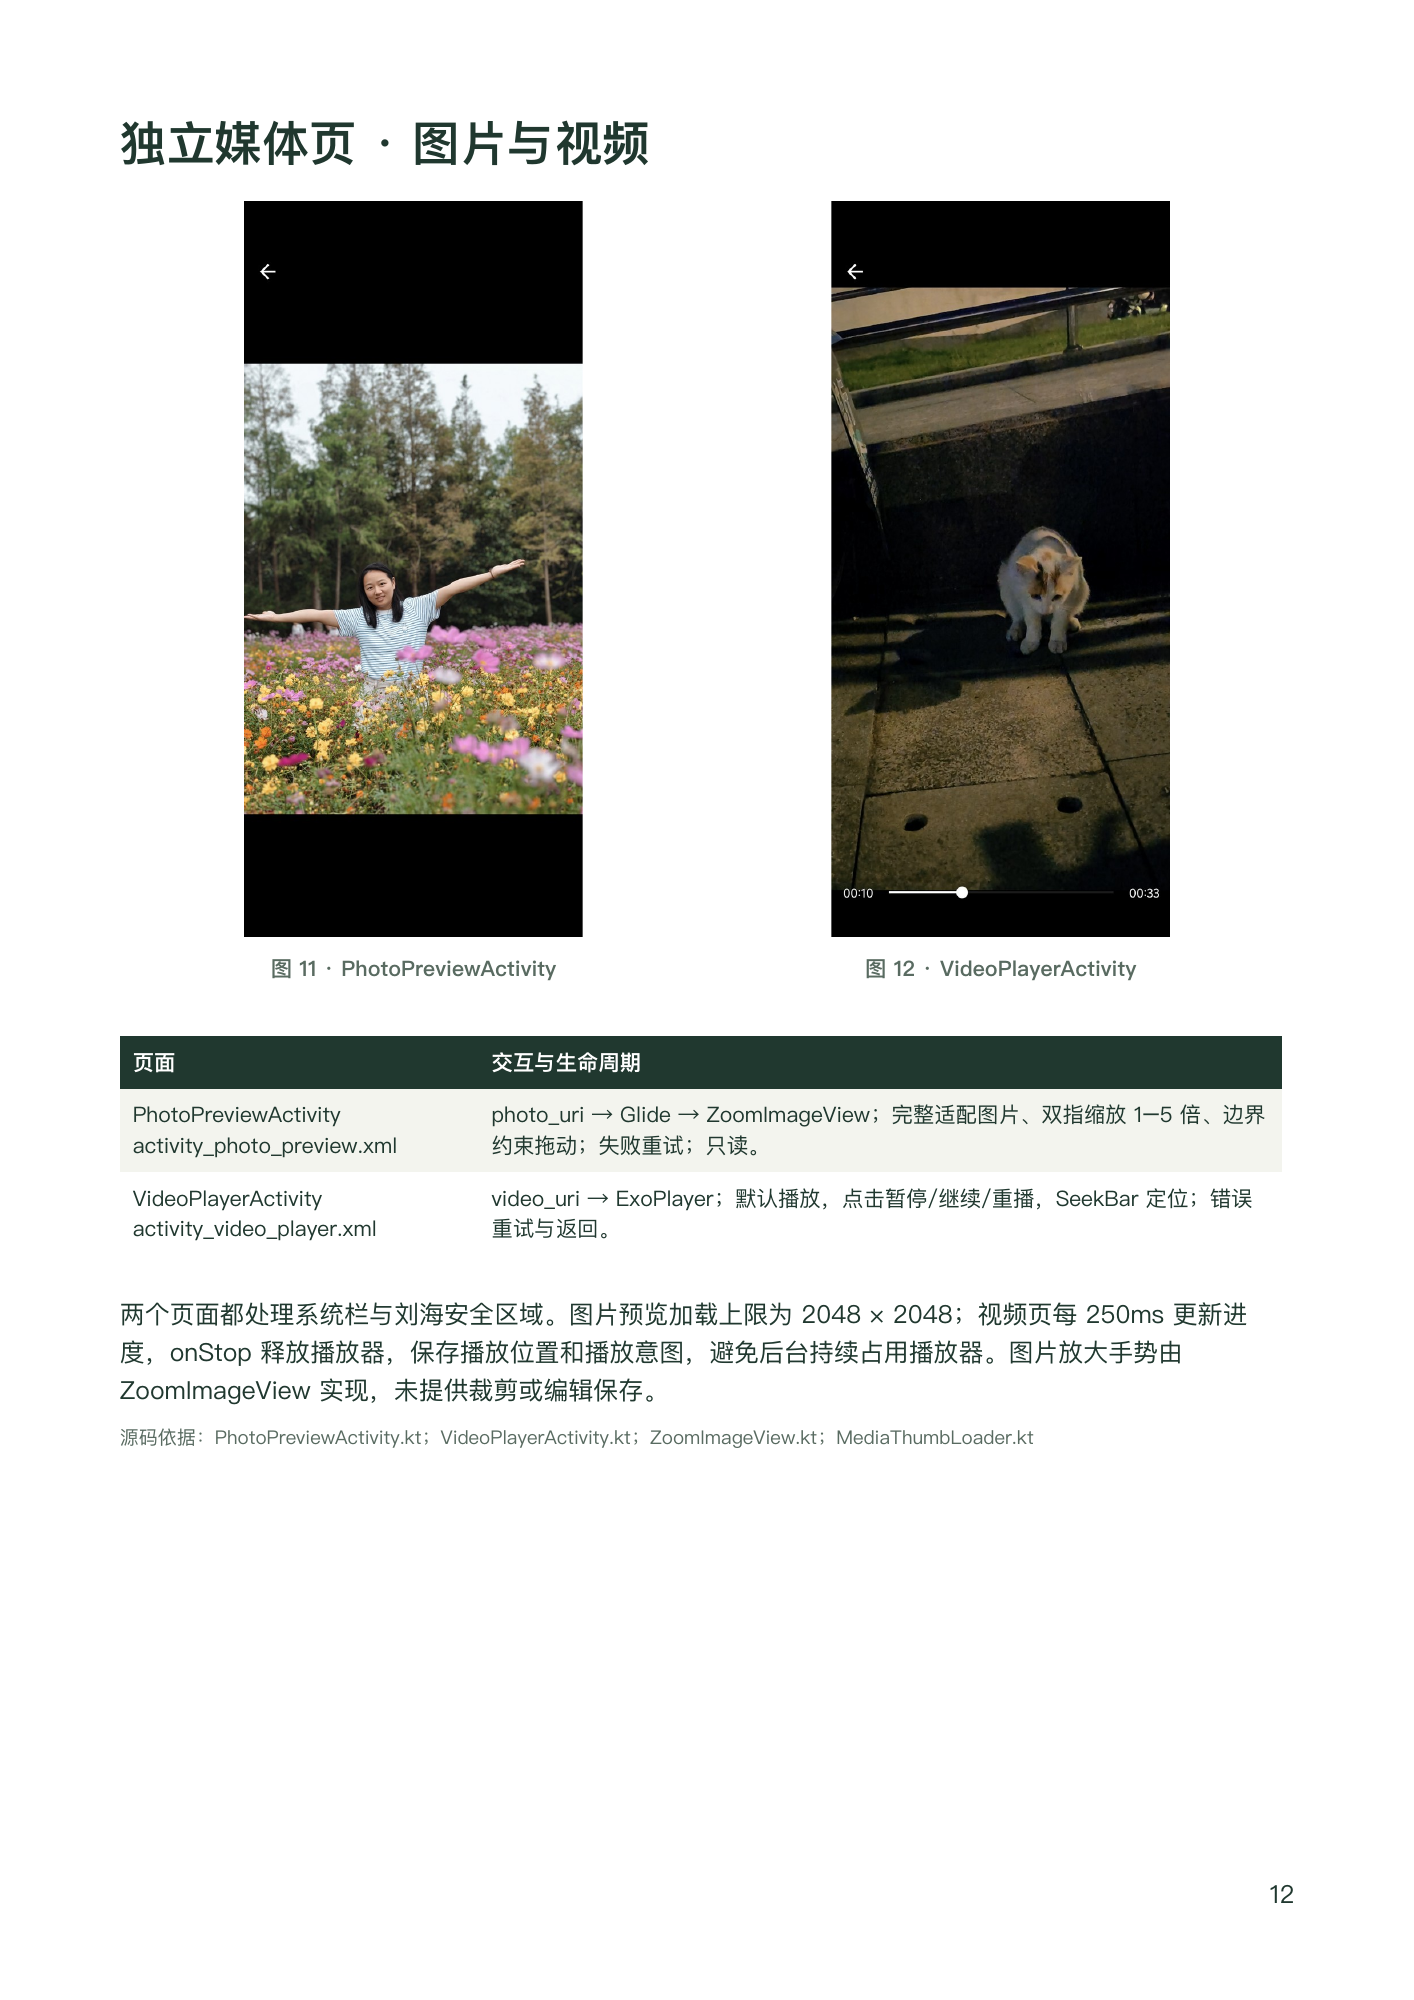 独立媒体页 · 图片与视频
00:10
00:33
图 11 · PhotoPreviewActivity
图 12 · VideoPlayerActivity
页面
交互与生命周期
PhotoPreviewActivity
activity_photo_preview.xml
photo_uri → Glide → ZoomImageView；完整适配图片、双指缩放 1—5 倍、边界
约束拖动；失败重试；只读。
VideoPlayerActivity
activity_video_player.xml
video_uri → ExoPlayer；默认播放，点击暂停/继续/重播，SeekBar 定位；错误
重试与返回。
两个页面都处理系统栏与刘海安全区域。图片预览加载上限为 2048 × 2048；视频页每 250ms 更新进
度，onStop 释放播放器，保存播放位置和播放意图，避免后台持续占用播放器。图片放大手势由
ZoomImageView 实现，未提供裁剪或编辑保存。
源码依据：PhotoPreviewActivity.kt；VideoPlayerActivity.kt；ZoomImageView.kt；MediaThumbLoader.kt
12